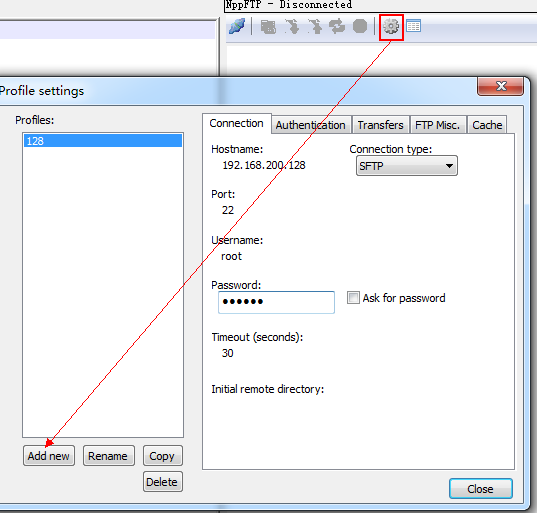 NppFTP - Disconnected
Profile settings
Profiles:
128
Connection Authentication Transfers FTP Misc. Cache
Hostname: Connection type:
192.168.200.128 SFTP
Port:
22
Username:
root
Password:
●●●●●● Ask for password
Timeout (seconds):
30
Initial remote directory:
Add new Rename Copy
Delete
Close